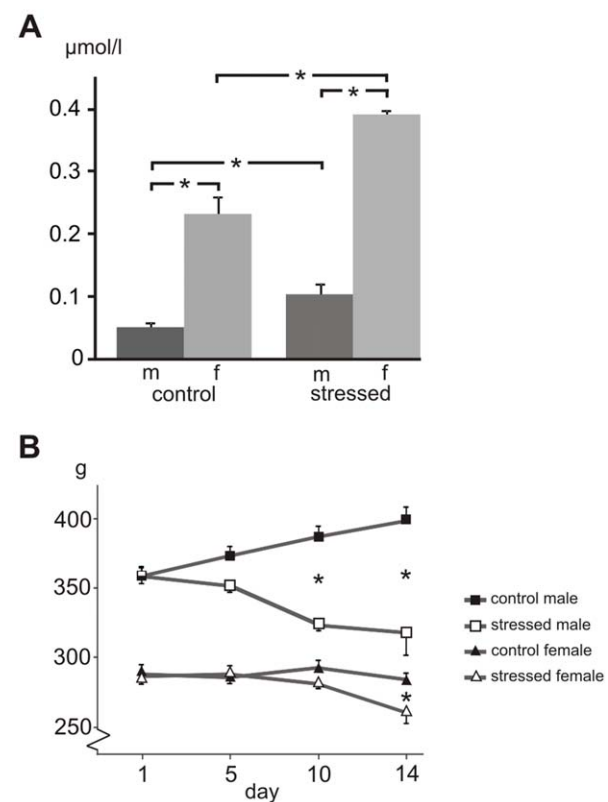 A
µmol/l
0.4
0.3
0.2
0.1
0
*
*
*
*
m f m f
control stressed
B
g
400
350
300
250
*
*
*
1 5 10 14
day
control male
stressed male
control female
stressed female